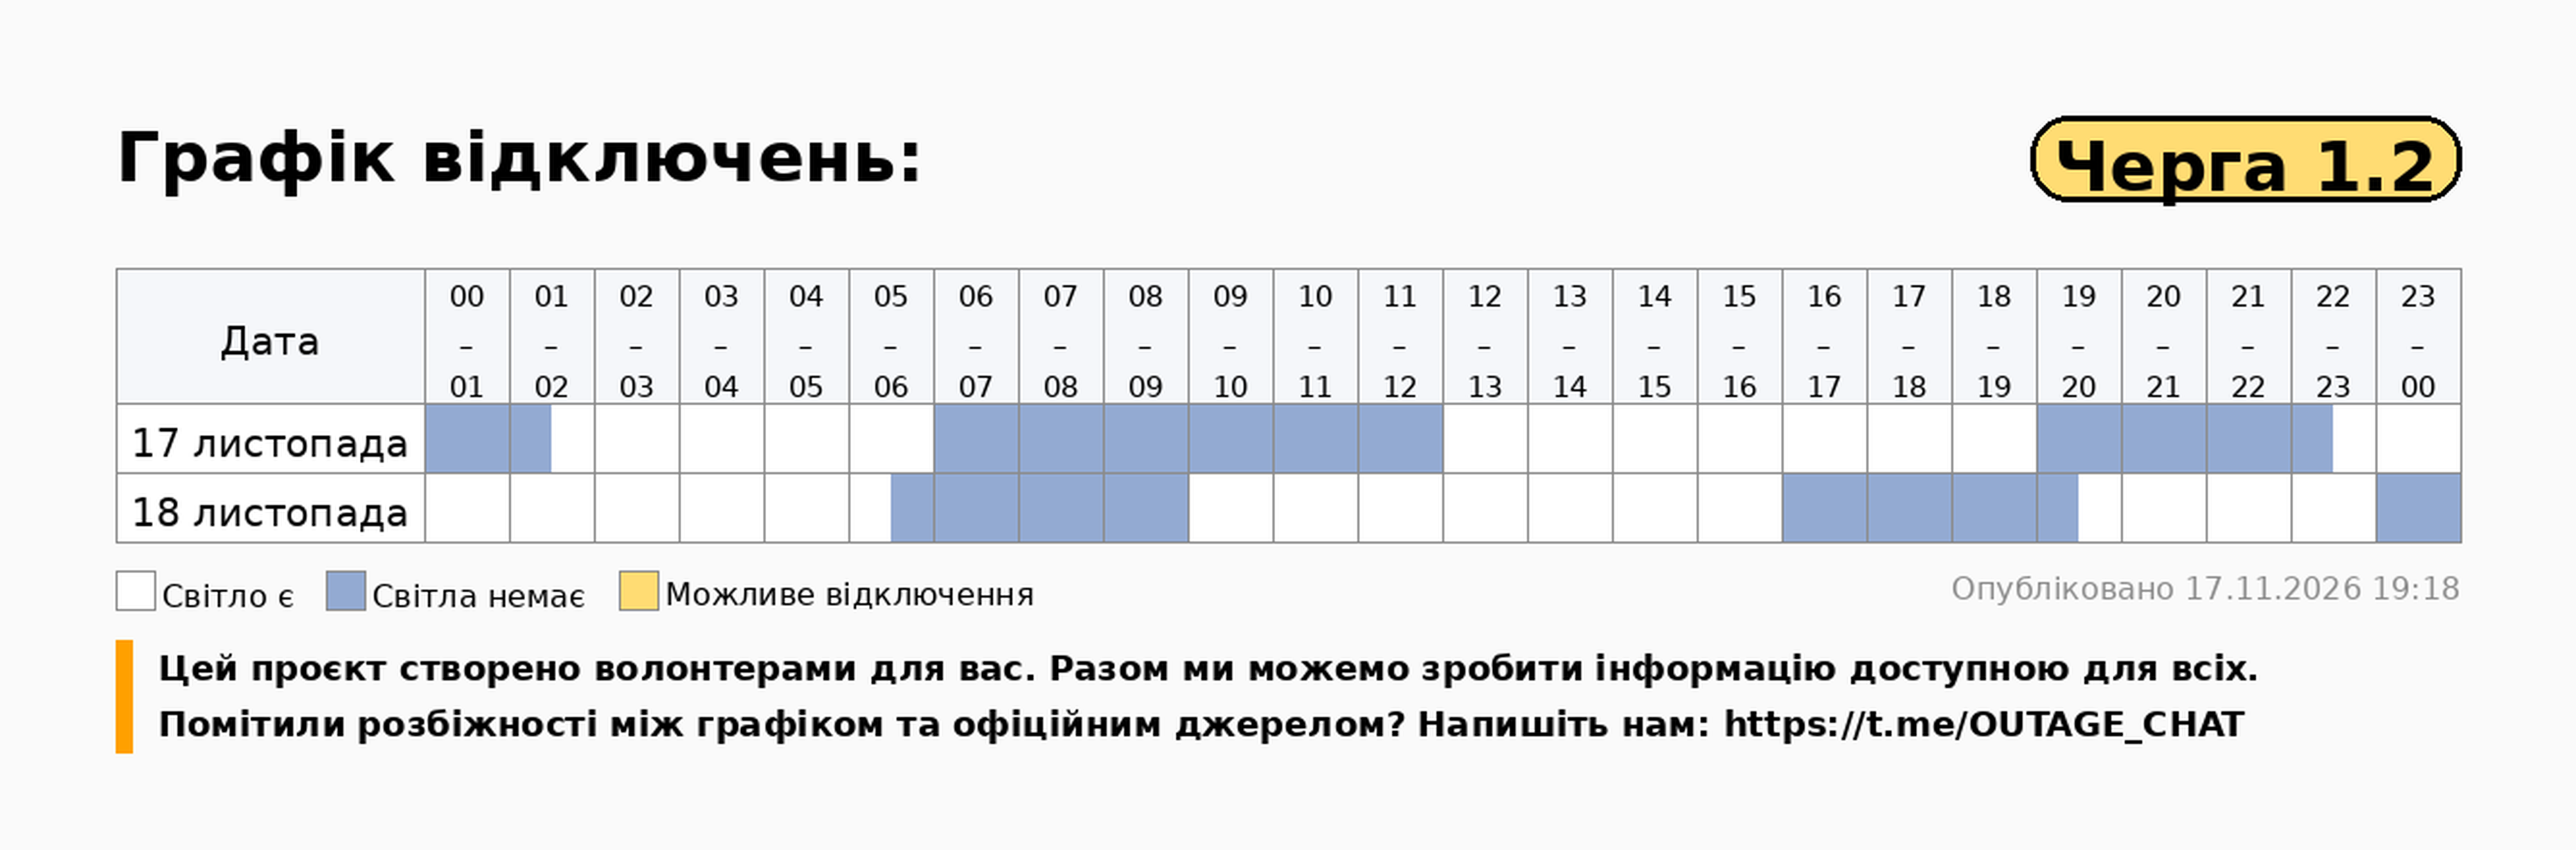 Графік відключень:
Черга 1.2
Дата 00 – 01 01 – 02 02 – 03 03 – 04 04 – 05 05 – 06 06 – 07 07 – 08 08 – 09 09 – 10 10 – 11 11 – 12 12 – 13 13 – 14 14 – 15 15 – 16 16 – 17 17 – 18 18 – 19 19 – 20 20 – 21 21 – 22 22 – 23 23 – 00
17 листопада
18 листопада
Світло є Світла немає Можливе відключення
Опубліковано 17.11.2026 19:18
Цей проєкт створено волонтерами для вас. Разом ми можемо зробити інформацію доступною для всіх.
Помітили розбіжності між графіком та офіційним джерелом? Напишіть нам: https://t.me/OUTAGE_CHAT